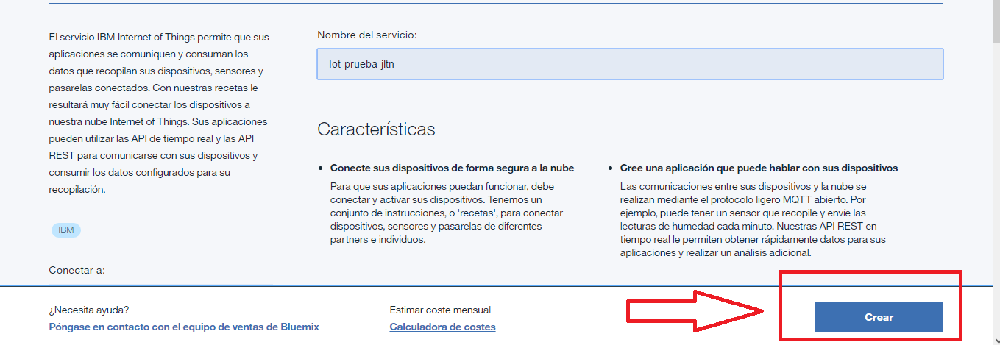 El servicio IBM Internet of Things permite que sus
aplicaciones se comuniquen y consuman los
datos que recopilan sus dispositivos, sensores y
pasarelas conectados. Con nuestras recetas le
resultará muy fácil conectar los dispositivos a
nuestra nube Internet of Things. Sus aplicaciones
pueden utilizar las API de tiempo real y las API
REST para comunicarse con sus dispositivos y
consumir los datos configurados para su
recopilación.
IBM
Conectar a:
Nombre del servicio:
Iot-prueba-jltn
Características
Conecte sus dispositivos de forma segura a la nube
Para que sus aplicaciones puedan funcionar, debe
conectar y activar sus dispositivos. Tenemos un
conjunto de instrucciones, o 'recetas', para conectar
dispositivos, sensores y pasarelas de diferentes
partners e individuos.
Cree una aplicación que puede hablar con sus dispositivos
Las comunicaciones entre sus dispositivos y la nube se
realizan mediante el protocolo ligero MQTT abierto. Por
ejemplo, puede tener un sensor que recopile y envíe las
lecturas de humedad cada minuto. Nuestras API REST en
tiempo real le permiten obtener rápidamente datos para sus
aplicaciones y realizar un análisis adicional.
¿Necesita ayuda?
Póngase en contacto con el equipo de ventas de Bluemix
Estimar coste mensual
Calculadora de costes
Crear